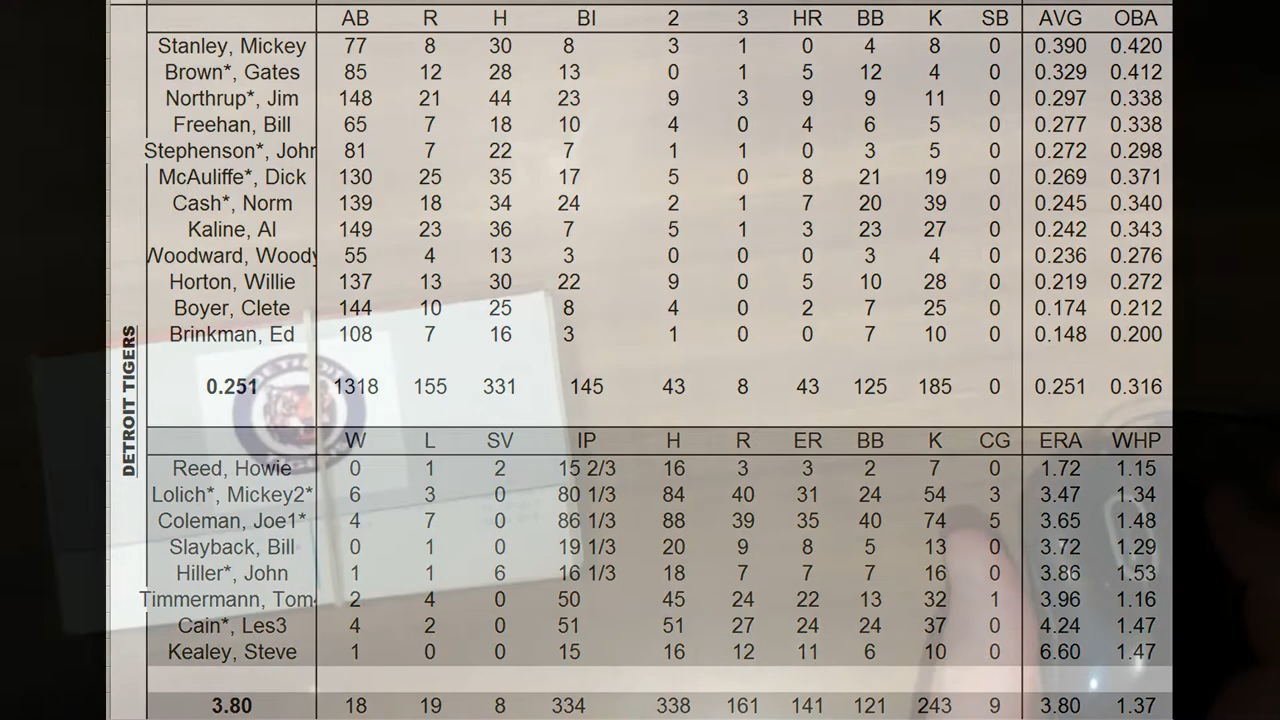 AB R H BI 2 3 HR BB K SB AVG OBA
Stanley, Mickey 77 8 30 8 3 1 0 4 8 0 0.390 0.420
Brown*, Gates 85 12 28 13 0 1 5 12 4 0 0.329 0.412
Northrup*, Jim 148 21 44 23 9 3 9 9 11 0 0.297 0.338
Freehan, Bill 65 7 18 10 4 0 4 6 5 0 0.277 0.338
Stephenson*, John 81 7 22 7 1 1 0 3 5 0 0.272 0.298
McAuliffe*, Dick 130 25 35 17 5 0 8 21 19 0 0.269 0.371
Cash*, Norm 139 18 34 24 2 1 7 20 39 0 0.245 0.340
Kaline, Al 149 23 36 7 5 1 3 23 27 0 0.242 0.343
Woodward, Woody 55 4 13 3 0 0 0 3 4 0 0.236 0.276
Horton, Willie 137 13 30 22 9 0 5 10 28 0 0.219 0.272
Boyer, Clete 144 10 25 8 4 0 2 7 25 0 0.174 0.212
Brinkman, Ed 108 7 16 3 1 0 0 7 10 0 0.148 0.200
0.251 1318 155 331 145 43 8 43 125 185 0 0.251 0.316
DETROIT TIGERS
W L SV IP H R ER BB K CG ERA WHP
Reed, Howie 0 1 2 15 2/3 16 3 3 2 7 0 1.72 1.15
Lolich*, Mickey2* 6 3 0 80 1/3 84 40 31 24 54 3 3.47 1.34
Coleman, Joe1* 4 7 0 86 1/3 88 39 35 40 74 5 3.65 1.48
Slayback, Bill 0 1 0 19 1/3 20 9 8 5 13 0 3.72 1.29
Hiller*, John 1 1 6 16 1/3 18 7 7 7 16 0 3.86 1.53
Timmermann, Tom 2 4 0 50 45 24 22 13 32 1 3.96 1.16
Cain*, Les3 4 2 0 51 51 27 24 24 37 0 4.24 1.47
Kealey, Steve 1 0 0 15 16 12 11 6 10 0 6.60 1.47
3.80 18 19 8 334 338 161 141 121 243 9 3.80 1.37